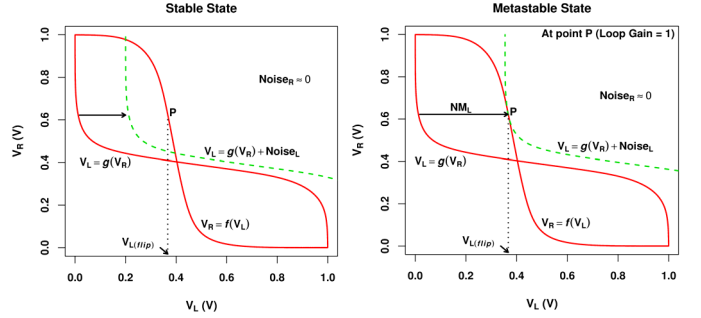 Stable State
V_R (V)
1.0
0.8
0.6
0.4
0.2
0.0
Noise_R ≈ 0
P
V_L = g(V_R)
V_L = g(V_R) + Noise_L
V_R = f(V_L)
V_L(flip)
0.0 0.2 0.4 0.6 0.8 1.0
V_L (V)
Metastable State
V_R (V)
1.0
0.8
0.6
0.4
0.2
0.0
At point P (Loop Gain = 1)
Noise_R ≈ 0
NM_L
P
V_L = g(V_R) + Noise_L
V_L = g(V_R)
V_R = f(V_L)
V_L(flip)
0.0 0.2 0.4 0.6 0.8 1.0
V_L (V)